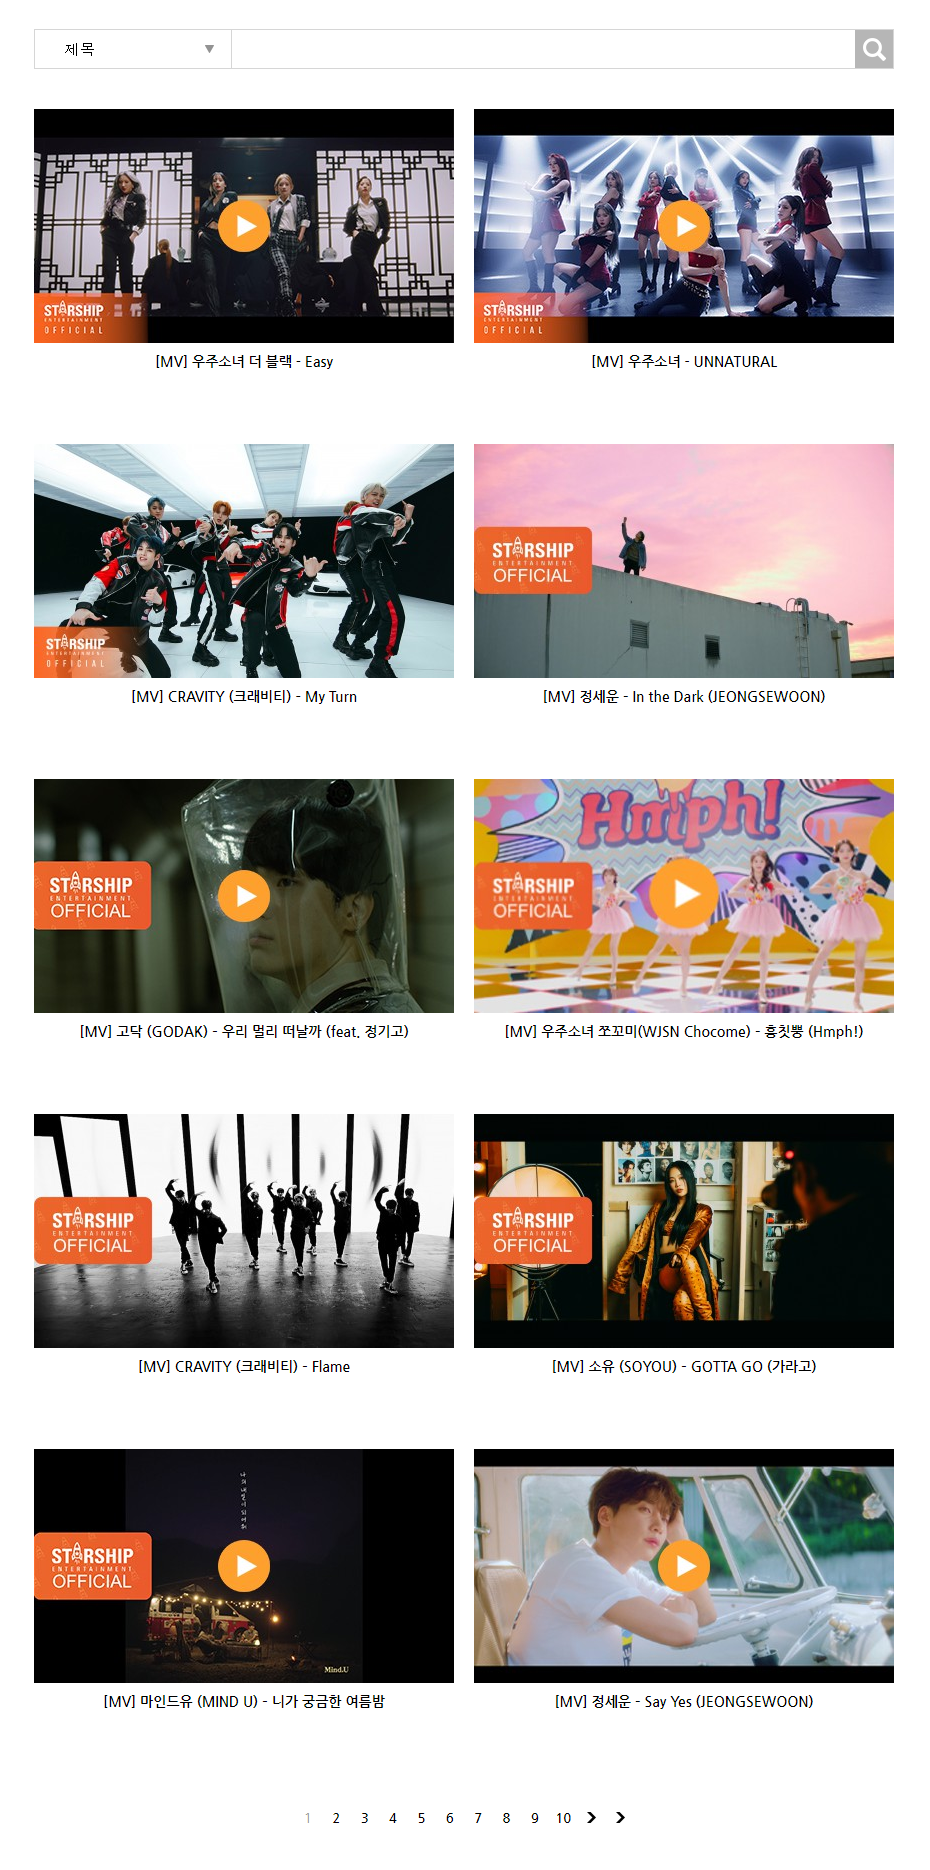 제목
STARSHIP
ENTERTAINMENT
OFFICIAL
STARSHIP
ENTERTAINMENT
OFFICIAL
[MV] 우주소녀 더 블랙 - Easy
[MV] 우주소녀 - UNNATURAL
STARSHIP
ENTERTAINMENT
OFFICIAL
STARSHIP
ENTERTAINMENT
OFFICIAL
[MV] CRAVITY (크래비티) - My Turn
[MV] 정세운 - In the Dark (JEONGSEWOON)
STARSHIP
ENTERTAINMENT
OFFICIAL
Hmph!
STARSHIP
ENTERTAINMENT
OFFICIAL
[MV] 고닥 (GODAK) - 우리 멀리 떠날까 (feat. 정기고)
[MV] 우주소녀 쪼꼬미(WJSN Chocome) - 흥칫뿡 (Hmph!)
STARSHIP
ENTERTAINMENT
OFFICIAL
STARSHIP
ENTERTAINMENT
OFFICIAL
[MV] CRAVITY (크래비티) - Flame
[MV] 소유 (SOYOU) - GOTTA GO (가라고)
STARSHIP
ENTERTAINMENT
OFFICIAL
Mind.U
[MV] 마인드유 (MIND U) - 니가 궁금한 여름밤
[MV] 정세운 - Say Yes (JEONGSEWOON)
1 2 3 4 5 6 7 8 9 10